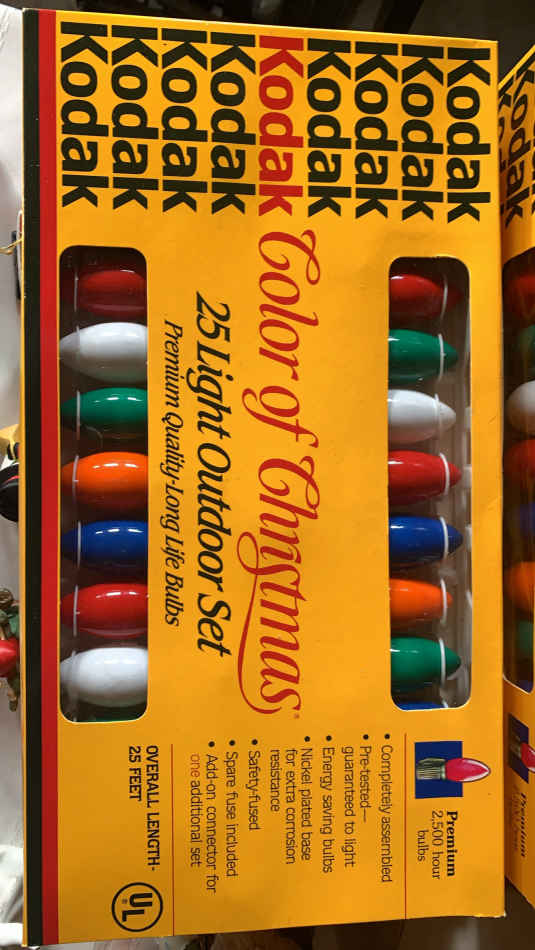 kodak
kodak
kodak
kodak
kodak
kodak
kodak
kodak
kodak
Color of Christmas®
25 Light Outdoor Set
Premium Quality-Long Life Bulbs
Premium
2,500 hour
bulbs
• Completely assembled
• Pre-tested—
guaranteed to light
• Energy saving bulbs
• Nickel plated base
for extra corrosion
resistance
• Safety-fused
• Spare fuse included
• Add-on connector for
one additional set
OVERALL LENGTH-
25 FEET
UL
kodak
Premium